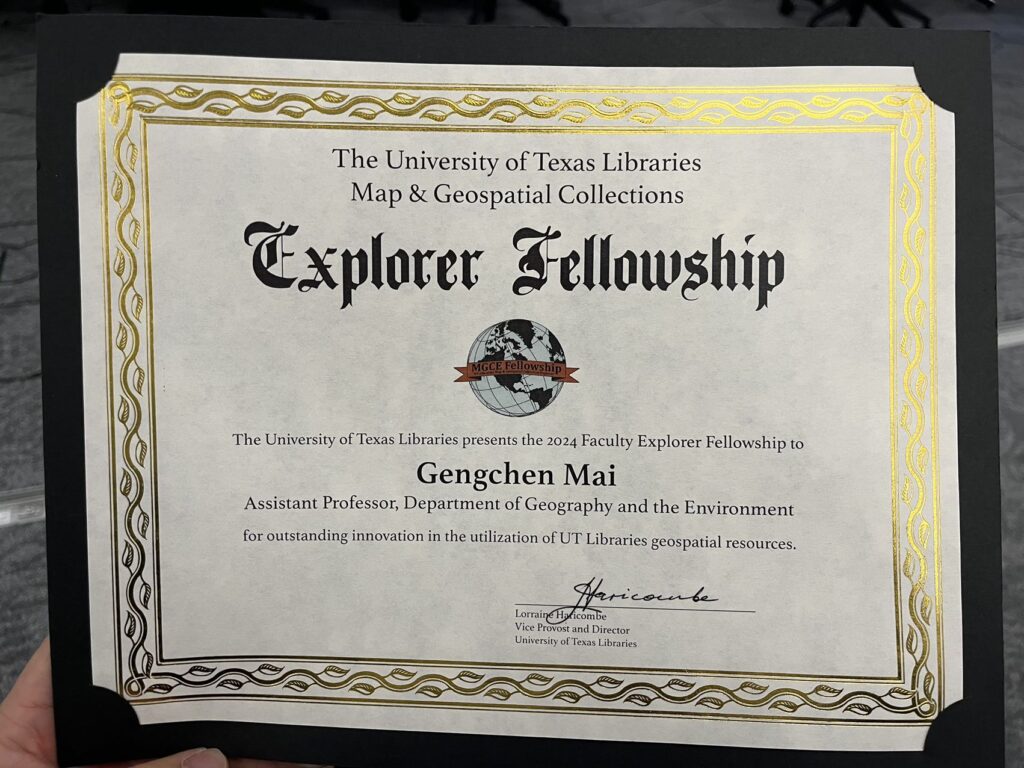 The University of Texas Libraries
Map & Geospatial Collections
Explorer Fellowship
MGCE Fellowship
The University of Texas Libraries presents the 2024 Faculty Explorer Fellowship to
Gengchen Mai
Assistant Professor, Department of Geography and the Environment
for outstanding innovation in the utilization of UT Libraries geospatial resources.
Haricombe
Lorraine Haricombe
Vice Provost and Director
University of Texas Libraries